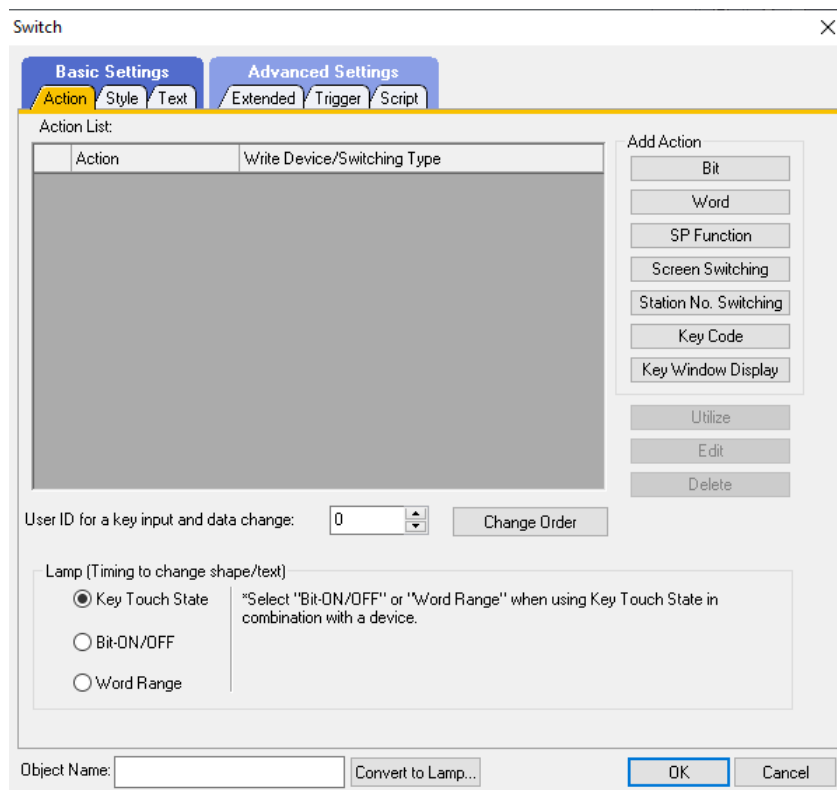 Switch
Basic Settings
Advanced Settings
Action
Style
Text
Extended
Trigger
Script
Action List:
Action
Write Device/Switching Type
Add Action
Bit
Word
SP Function
Screen Switching
Station No. Switching
Key Code
Key Window Display
Utilize
Edit
Delete
User ID for a key input and data change:
0
Change Order
Lamp (Timing to change shape/text)
Key Touch State
*Select "Bit-ON/OFF" or "Word Range" when using Key Touch State in
combination with a device.
Bit-ON/OFF
Word Range
Object Name:
Convert to Lamp...
OK
Cancel